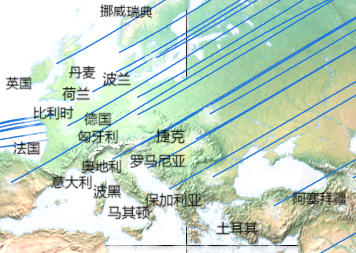 挪威瑞典
丹麦
波兰
英国
荷兰
比利时
德国
匈牙利
捷克
法国
奥地利
罗马尼亚
意大利
波黑
保加利亚
阿塞拜疆
马其顿
土耳其